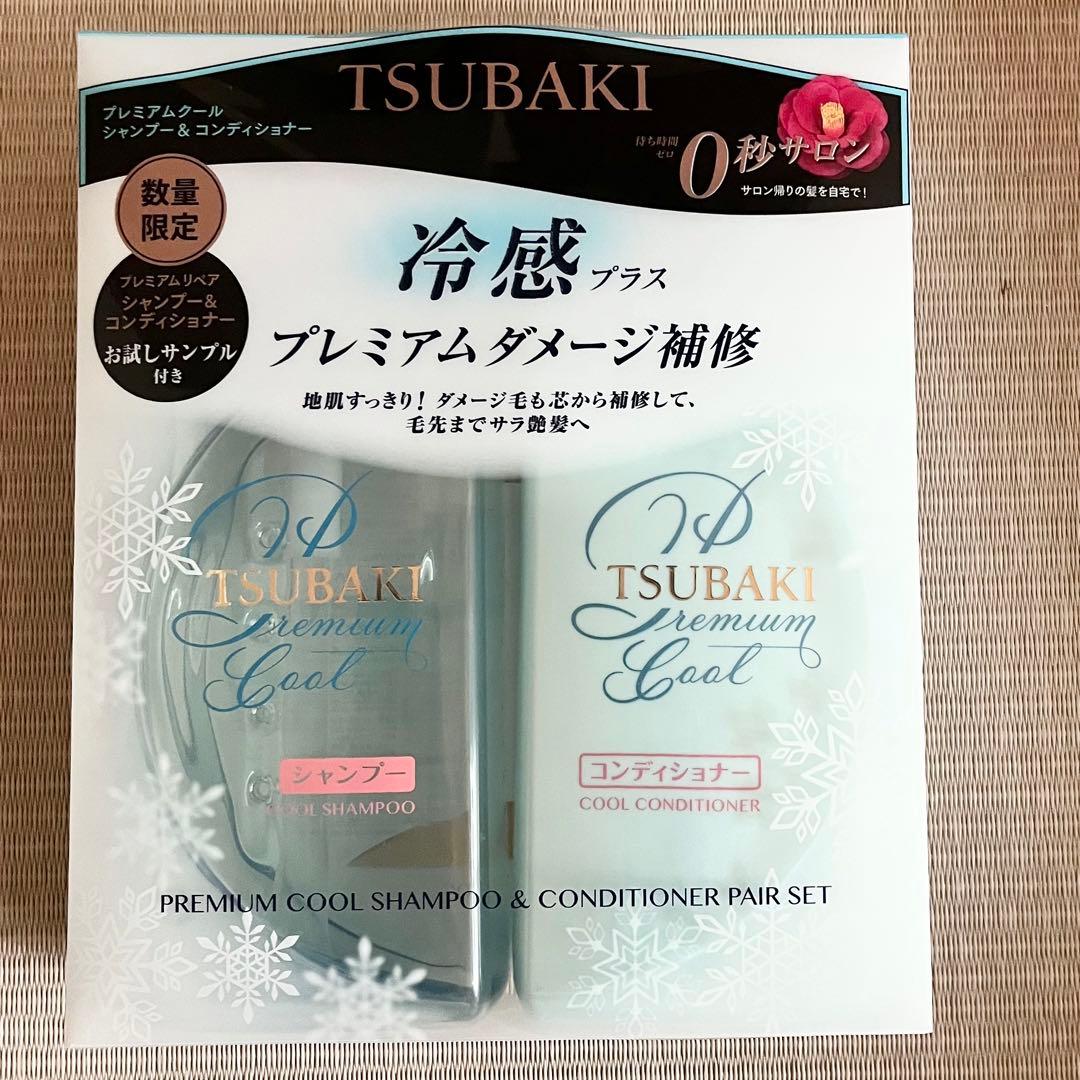 TSUBAKI
プレミアムクール
シャンプー＆コンディショナー
待ち時間
ゼロ
0秒サロン
サロン帰りの髪を自宅で!
数量
限定
プレミアムリペア
シャンプー&
コンディショナー
お試しサンプル
付き
冷感プラス
プレミアムダメージ補修
地肌すっきり! ダメージ毛も芯から補修して、
毛先までサラ艶髪へ
TSUBAKI
Premium
Cool
シャンプー
COOL SHAMPOO
TSUBAKI
Premium
Cool
コンディショナー
COOL CONDITIONER
PREMIUM COOL SHAMPOO & CONDITIONER PAIR SET